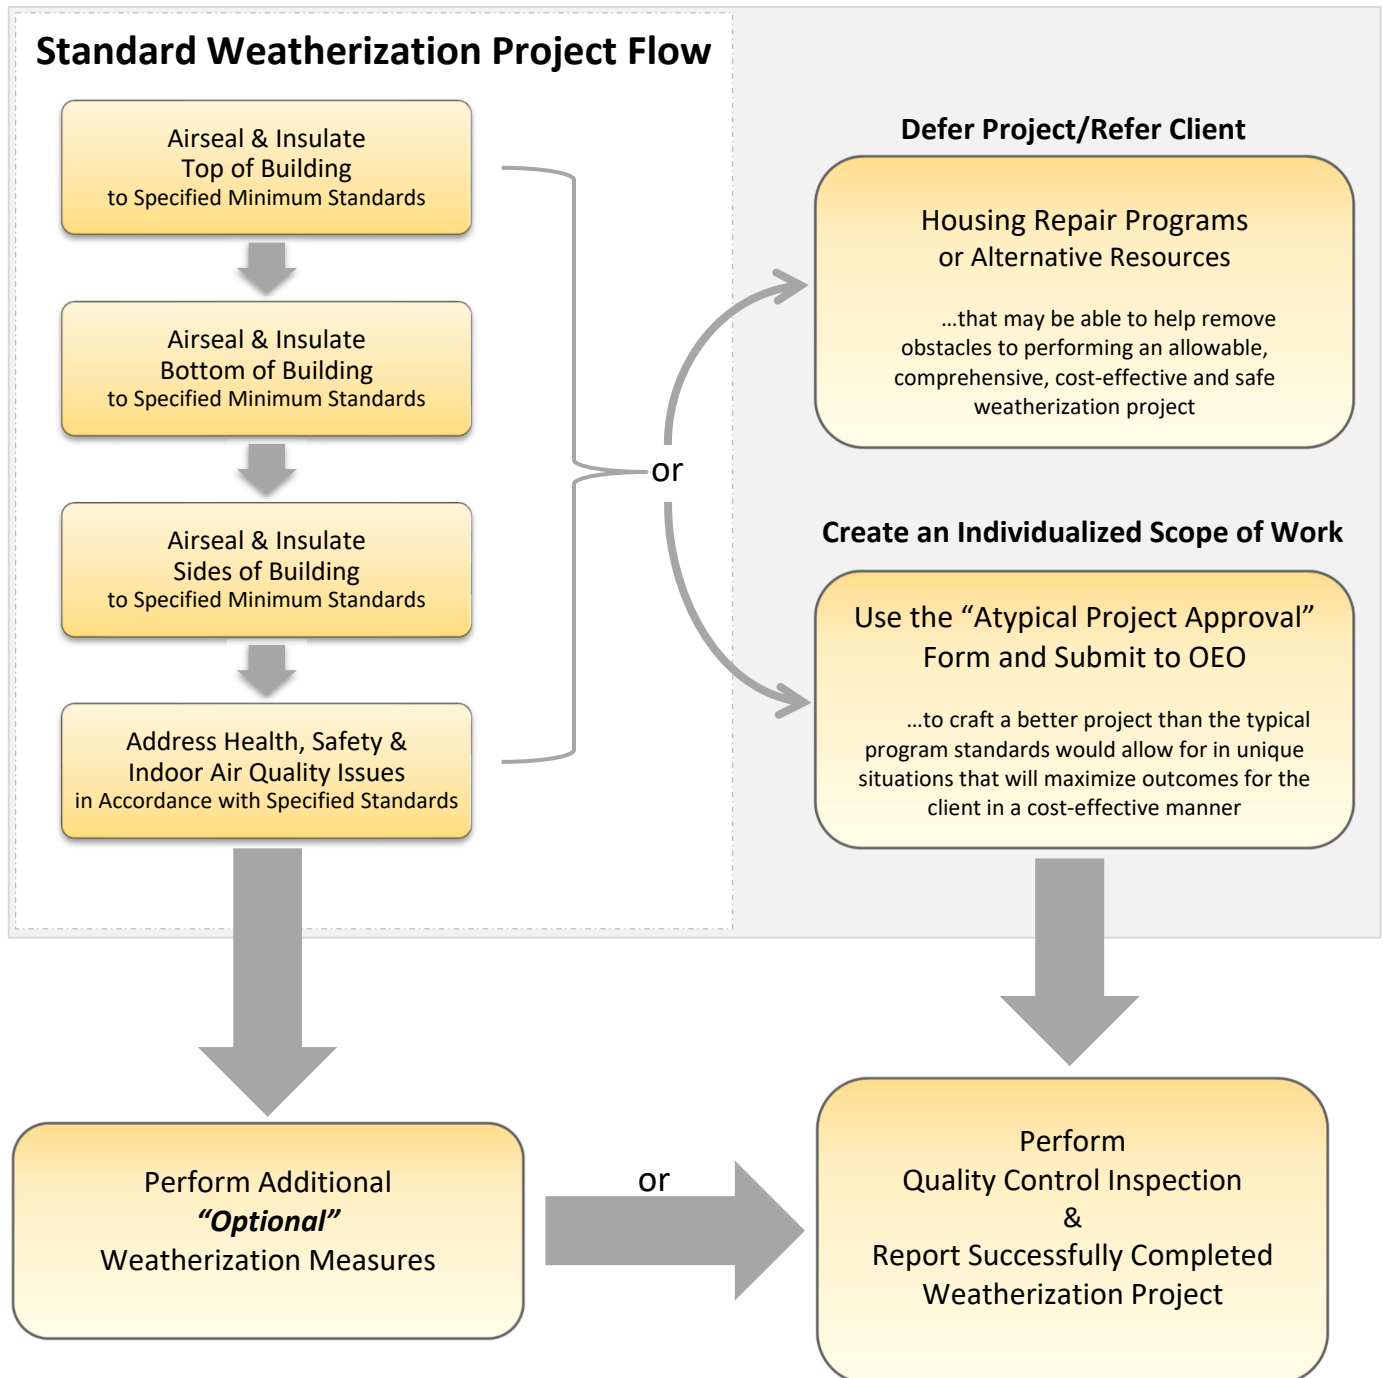 Standard Weatherization Project Flow
Airseal & Insulate
Top of Building
to Specified Minimum Standards
Airseal & Insulate
Bottom of Building
to Specified Minimum Standards
Airseal & Insulate
Sides of Building
to Specified Minimum Standards
Address Health, Safety &
Indoor Air Quality Issues
in Accordance with Specified Standards
or
Defer Project/Refer Client
Housing Repair Programs
or Alternative Resources
...that may be able to help remove
obstacles to performing an allowable,
comprehensive, cost-effective and safe
weatherization project
Create an Individualized Scope of Work
Use the “Atypical Project Approval”
Form and Submit to OEO
...to craft a better project than the typical
program standards would allow for in unique
situations that will maximize outcomes for the
client in a cost-effective manner
Perform Additional
“Optional”
Weatherization Measures
or
Perform
Quality Control Inspection
&
Report Successfully Completed
Weatherization Project